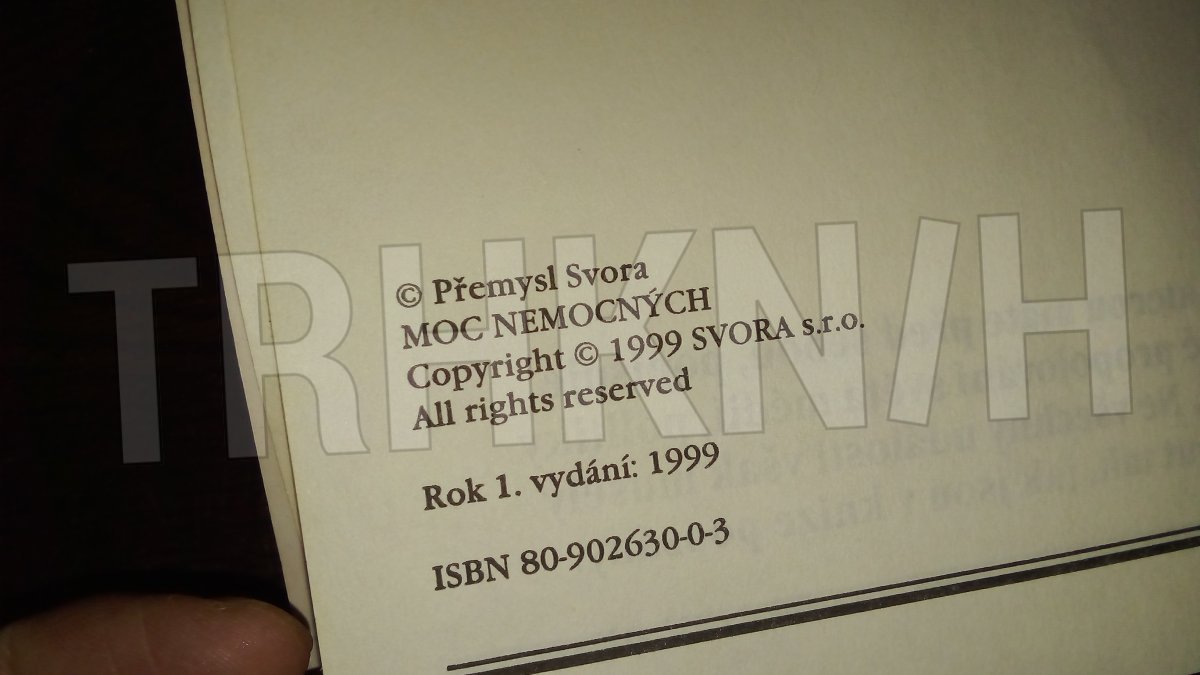 © Přemysl Svora
MOC NEMOCNÝCH
Copyright © 1999 SVORA s.r.o.
All rights reserved
Rok 1. vydání: 1999
ISBN 80-902630-0-3
TRHKN/H